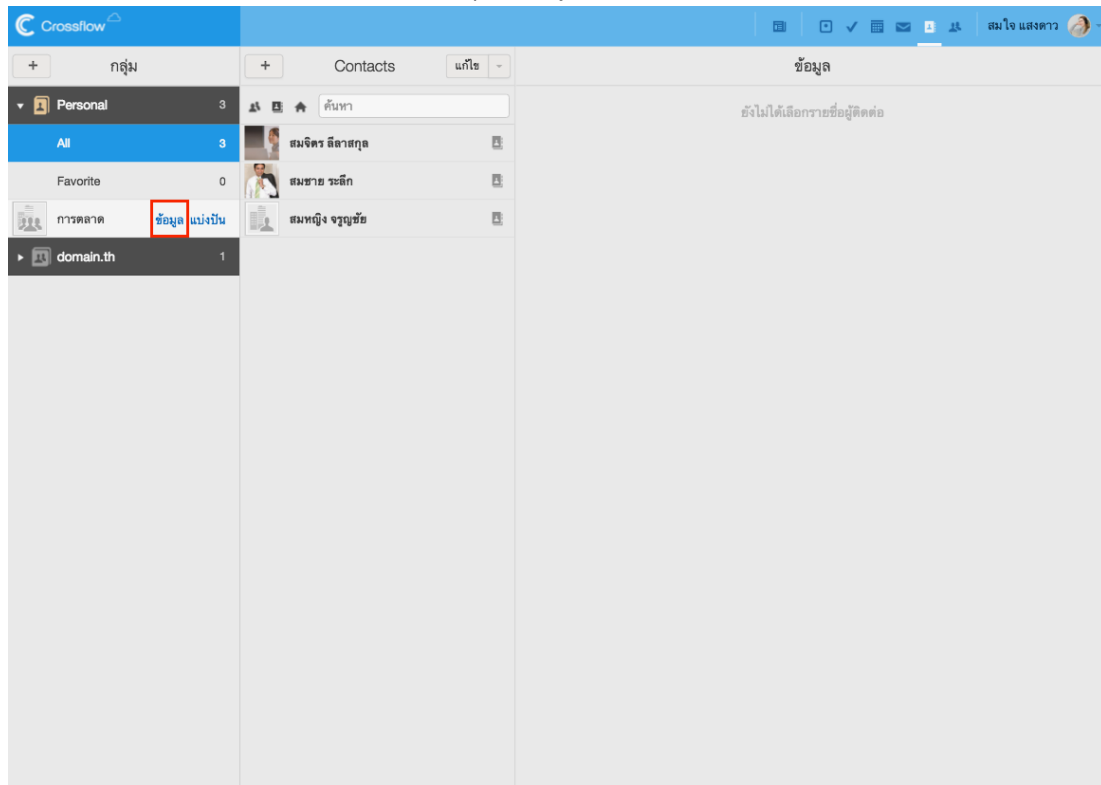 Crossflow
สมใจ แสงดาว
+ กลุ่ม
+ Contacts แก้ไข
ข้อมูล
Personal 3
ค้นหา
ยังไม่ได้เลือกรายชื่อผู้ติดต่อ
All 3
สมจิตร ลีลาสกุล
Favorite 0
สมชาย ระลึก
การตลาด ข้อมูล แบ่งปัน
สมหญิง จรูญชัย
domain.th 1